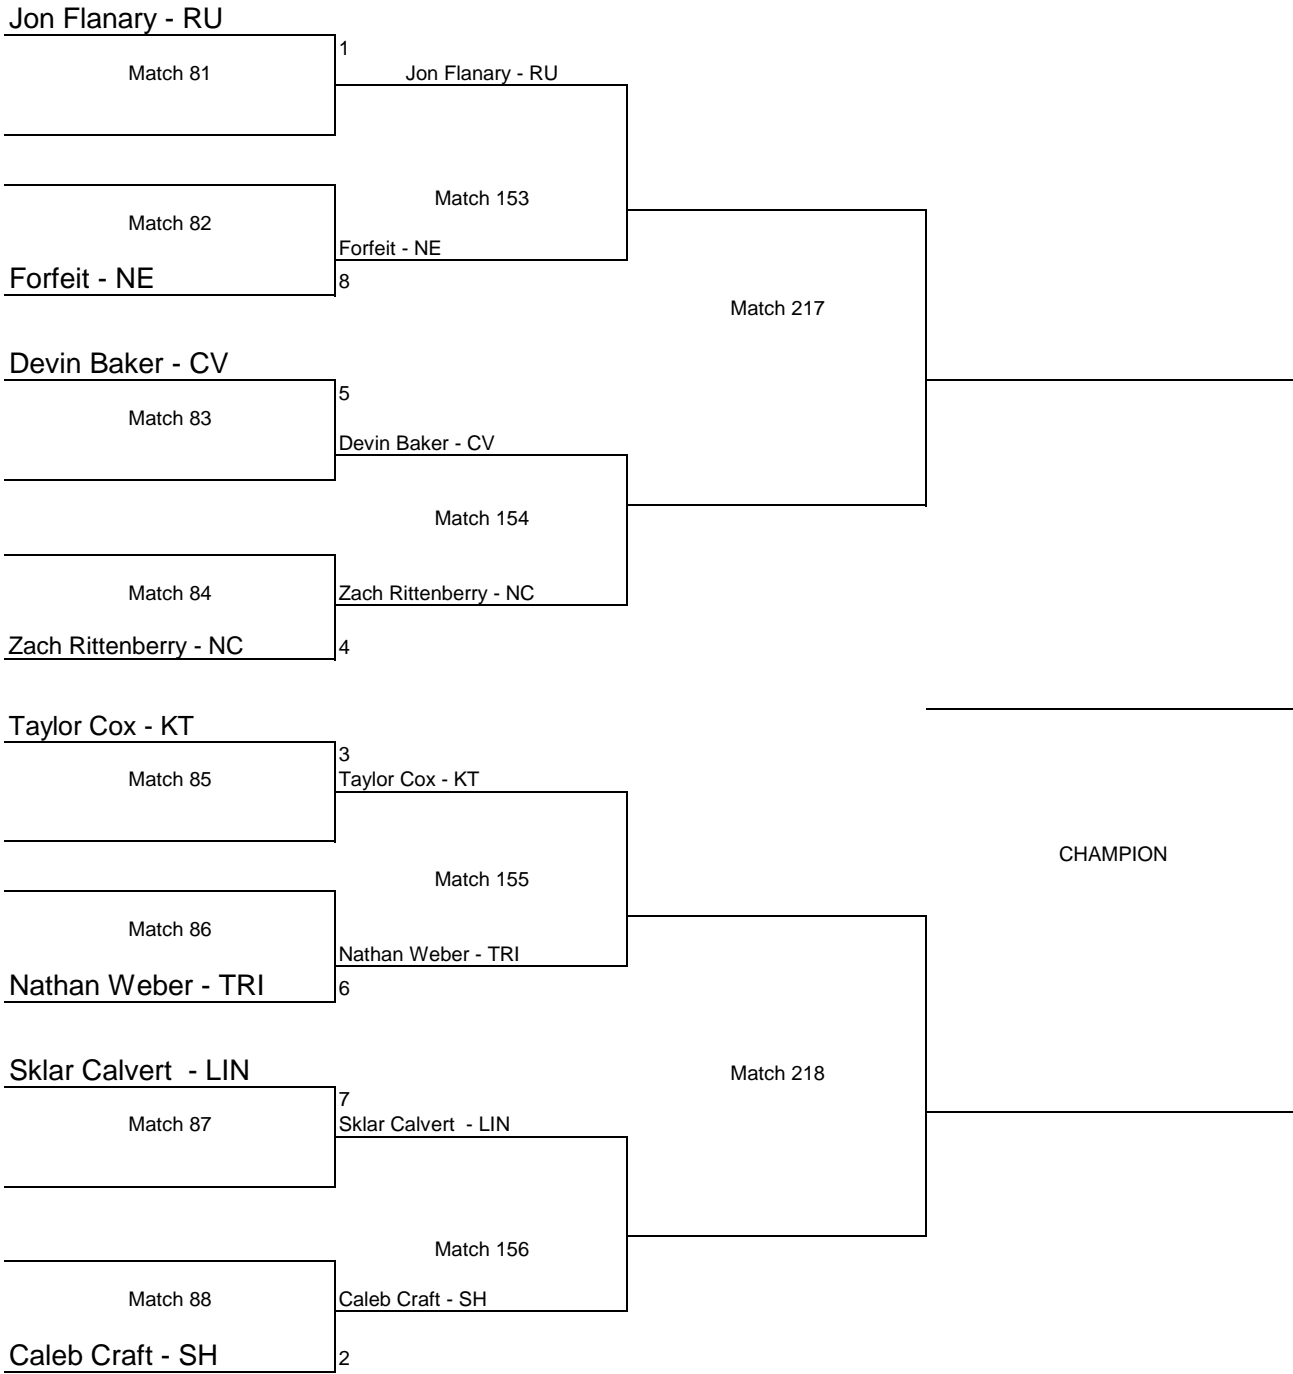 Jon Flanary - RU
1
Match 81
Jon Flanary - RU
Match 153
Match 82
Forfeit - NE
Forfeit - NE
8
Match 217
Devin Baker - CV
5
Match 83
Devin Baker - CV
Match 154
Match 84
Zach Rittenberry - NC
Zach Rittenberry - NC
4
Taylor Cox - KT
3
Match 85
Taylor Cox - KT
CHAMPION
Match 155
Match 86
Nathan Weber - TRI
Nathan Weber - TRI
6
Sklar Calvert  - LIN
Match 218
7
Match 87
Sklar Calvert  - LIN
Match 156
Match 88
Caleb Craft - SH
Caleb Craft - SH
2